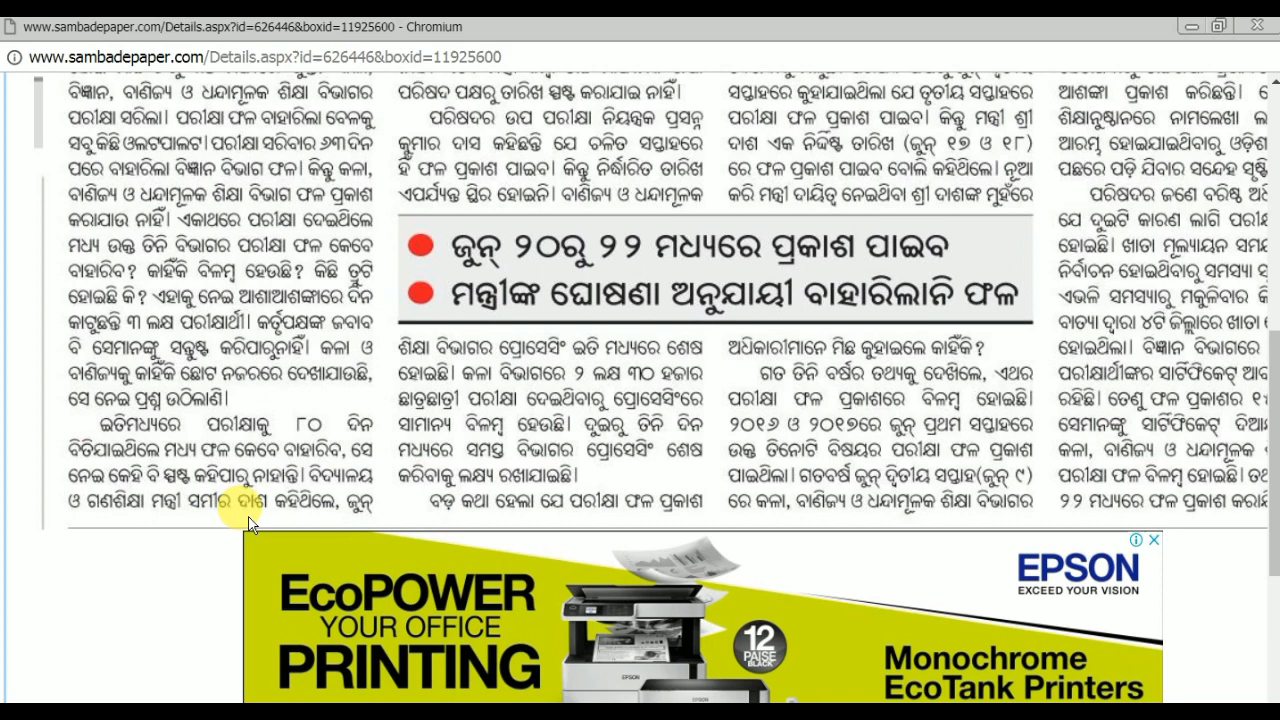 www.sambadepaper.com/Details.aspx?id=626446&boxid=11925600 - Chromium
www.sambadepaper.com/Details.aspx?id=626446&boxid=11925600
ବିଜ୍ଞାନ, ବାଣିଜ୍ୟ ଓ ଧନ୍ଦାମୂଳକ ଶିକ୍ଷା ବିଭାଗର
ପରୀକ୍ଷା ସରିଲା। ପରୀକ୍ଷା ଫଳ ବାହାରିଲା ବେଳକୁ
ସବୁ କିଛି ଓଲଟପାଲଟ। ପରୀକ୍ଷା ସରିବାର ୬୩ ଦିନ
ପରେ ବାହାରିଲା ବିଜ୍ଞାନ ବିଭାଗ ଫଳ। କିନ୍ତୁ କଳା,
ବାଣିଜ୍ୟ ଓ ଧନ୍ଦାମୂଳକ ଶିକ୍ଷା ବିଭାଗ ଫଳ ପ୍ରକାଶ
କରାଯାଉ ନାହିଁ। ଏକାଥରେ ପରୀକ୍ଷା ଦେଇଥିଲେ
ମଧ୍ୟ ଉକ୍ତ ତିନି ବିଭାଗର ପରୀକ୍ଷା ଫଳ କେବେ
ବାହାରିବ? କାହିଁକି ବିଳମ୍ବ ହେଉଛି? କିଛି ତ୍ରୁଟି
ହୋଇଛି କି? ଏହାକୁ ନେଇ ଆଶାଆଶଙ୍କାରେ ଦିନ
କାଟୁଛନ୍ତି ୩ ଲକ୍ଷ ପରୀକ୍ଷାର୍ଥୀ। କର୍ତୃପକ୍ଷଙ୍କ ଜବାବ
ବି ସେମାନଙ୍କୁ ସନ୍ତୁଷ୍ଟ କରିପାରୁନାହିଁ। କଳା ଓ
ବାଣିଜ୍ୟକୁ କାହିଁକି ଛୋଟ ନଜରରେ ଦେଖାଯାଉଛି,
ସେ ନେଇ ପ୍ରଶ୍ନ ଉଠିଲାଣି।
ଇତିମଧ୍ୟରେ ପରୀକ୍ଷାକୁ ୮୦ ଦିନ
ବିତିଯାଇଥିଲେ ମଧ୍ୟ ଫଳ କେବେ ବାହାରିବ, ସେ
ନେଇ କେହି ବି ସ୍ପଷ୍ଟ କହିପାରୁ ନାହାନ୍ତି। ବିଦ୍ୟାଳୟ
ଓ ଗଣଶିକ୍ଷା ମନ୍ତ୍ରୀ ସମୀର ଦାଶ କହିଥିଲେ, ଜୁନ୍
ପରିଷଦ ପକ୍ଷରୁ ତାରିଖ ସ୍ପଷ୍ଟ କରାଯାଇ ନାହିଁ।
ପରିଷଦର ଉପ ପରୀକ୍ଷା ନିୟନ୍ତ୍ରକ ପ୍ରସନ୍ନ
କୁମାର ଦାସ କହିଛନ୍ତି ଯେ ଚଳିତ ସପ୍ତାହରେ
ହିଁ ଫଳ ପ୍ରକାଶ ପାଇବ। କିନ୍ତୁ ନିର୍ଦ୍ଧାରିତ ତାରିଖ
ଏପର୍ଯ୍ୟନ୍ତ ସ୍ଥିର ହୋଇନି। ବାଣିଜ୍ୟ ଓ ଧନ୍ଦାମୂଳକ
ସପ୍ତାହରେ କୁହାଯାଇଥିଲା ଯେ ତୃତୀୟ ସପ୍ତାହରେ
ପରୀକ୍ଷା ଫଳ ପ୍ରକାଶ ପାଇବ। କିନ୍ତୁ ମନ୍ତ୍ରୀ ଶ୍ରୀ
ଦାଶ ଏକ ନିର୍ଦ୍ଦିଷ୍ଟ ତାରିଖ (ଜୁନ୍ ୧୭ ଓ ୧୮)
ରେ ଫଳ ପ୍ରକାଶ ପାଇବ ବୋଲି କହିଥିଲେ। ନୂଆ
କରି ମନ୍ତ୍ରୀ ଦାୟିତ୍ୱ ନେଇଥିବା ଶ୍ରୀ ଦାଶଙ୍କ ମୁହଁରେ
ଜୁନ୍ ୨୦ରୁ ୨୨ ମଧ୍ୟରେ ପ୍ରକାଶ ପାଇବ
ମନ୍ତ୍ରୀଙ୍କ ଘୋଷଣା ଅନୁଯାୟୀ ବାହାରିଲାନି ଫଳ
ଶିକ୍ଷା ବିଭାଗର ପ୍ରୋସେସିଂ ଇତି ମଧ୍ୟରେ ଶେଷ
ହୋଇଛି। କଳା ବିଭାଗରେ ୨ ଲକ୍ଷ ୩୦ ହଜାର
ଛାତ୍ରଛାତ୍ରୀ ପରୀକ୍ଷା ଦେଇଥିବାରୁ ପ୍ରୋସେସିଂରେ
ସାମାନ୍ୟ ବିଳମ୍ବ ହେଉଛି। ଦୁଇରୁ ତିନି ଦିନ
ମଧ୍ୟରେ ସମସ୍ତ ବିଭାଗର ପ୍ରୋସେସିଂ ଶେଷ
କରିବାକୁ ଲକ୍ଷ୍ୟ ରଖାଯାଇଛି।
ବଡ଼ କଥା ହେଲା ଯେ ପରୀକ୍ଷା ଫଳ ପ୍ରକାଶ
ଅଧିକାରୀମାନେ ମିଛ କୁହାଇଲେ କାହିଁକି?
ଗତ ତିନି ବର୍ଷର ତଥ୍ୟକୁ ଦେଖିଲେ, ଏଥର
ପରୀକ୍ଷା ଫଳ ପ୍ରକାଶରେ ବିଳମ୍ବ ହୋଇଛି।
୨୦୧୬ ଓ ୨୦୧୭ରେ ଜୁନ୍ ପ୍ରଥମ ସପ୍ତାହରେ
ଉକ୍ତ ତିନୋଟି ବିଷୟର ପରୀକ୍ଷା ଫଳ ପ୍ରକାଶ
ପାଇଥିଲା। ଗତବର୍ଷ ଜୁନ୍ ଦ୍ୱିତୀୟ ସପ୍ତାହ(ଜୁନ୍ ୯)
ରେ କଳା, ବାଣିଜ୍ୟ ଓ ଧନ୍ଦାମୂଳକ ଶିକ୍ଷା ବିଭାଗର
ଆଶଙ୍କା ପ୍ରକାଶ କରିଛନ୍ତି।
ଶିକ୍ଷାନୁଷ୍ଠାନରେ ନାମଲେଖା
ଆରମ୍ଭ ହୋଇଯାଇଥିବାରୁ
ପଛରେ ପଡ଼ି ଯିବାର ସନ୍ଦେହ
ପରିଷଦର ଜଣେ ବରିଷ୍ଠ
ଯେ ଦୁଇଟି କାରଣ ଲାଗି
ହୋଇଛି। ଖାତା ମୂଲ୍ୟାୟନ
ନିର୍ବାଚନ ହୋଇଥିବାରୁ ସମସ୍ୟା
ଏଭଳି ସମସ୍ୟାରୁ ମକୁଳିବାର
ବାତ୍ୟା ଦ୍ୱାରା ୪ଟି ଜିଲ୍ଲାରେ ଖାତା
ହୋଇଥିଲା। ବିଜ୍ଞାନ ବିଭାଗରେ
ପରୀକ୍ଷାର୍ଥୀଙ୍କର ସାର୍ଟିଫିକେଟ୍
ରହିଛି। ତେଣୁ ଫଳ ପ୍ରକାଶର
ସେମାନଙ୍କୁ ସାର୍ଟିଫିକେଟ୍
କଳା, ବାଣିଜ୍ୟ ଓ ଧନ୍ଦାମୂଳକ
ପରୀକ୍ଷା ଫଳ ବିଳମ୍ବ ହୋଇଛି।
୨୨ ମଧ୍ୟରେ ଫଳ ପ୍ରକାଶ
EcoPOWER
YOUR OFFICE
PRINTING
12
PAISE
BLACK
EPSON
EPSON
EXCEED YOUR VISION
Monochrome
EcoTank Printers